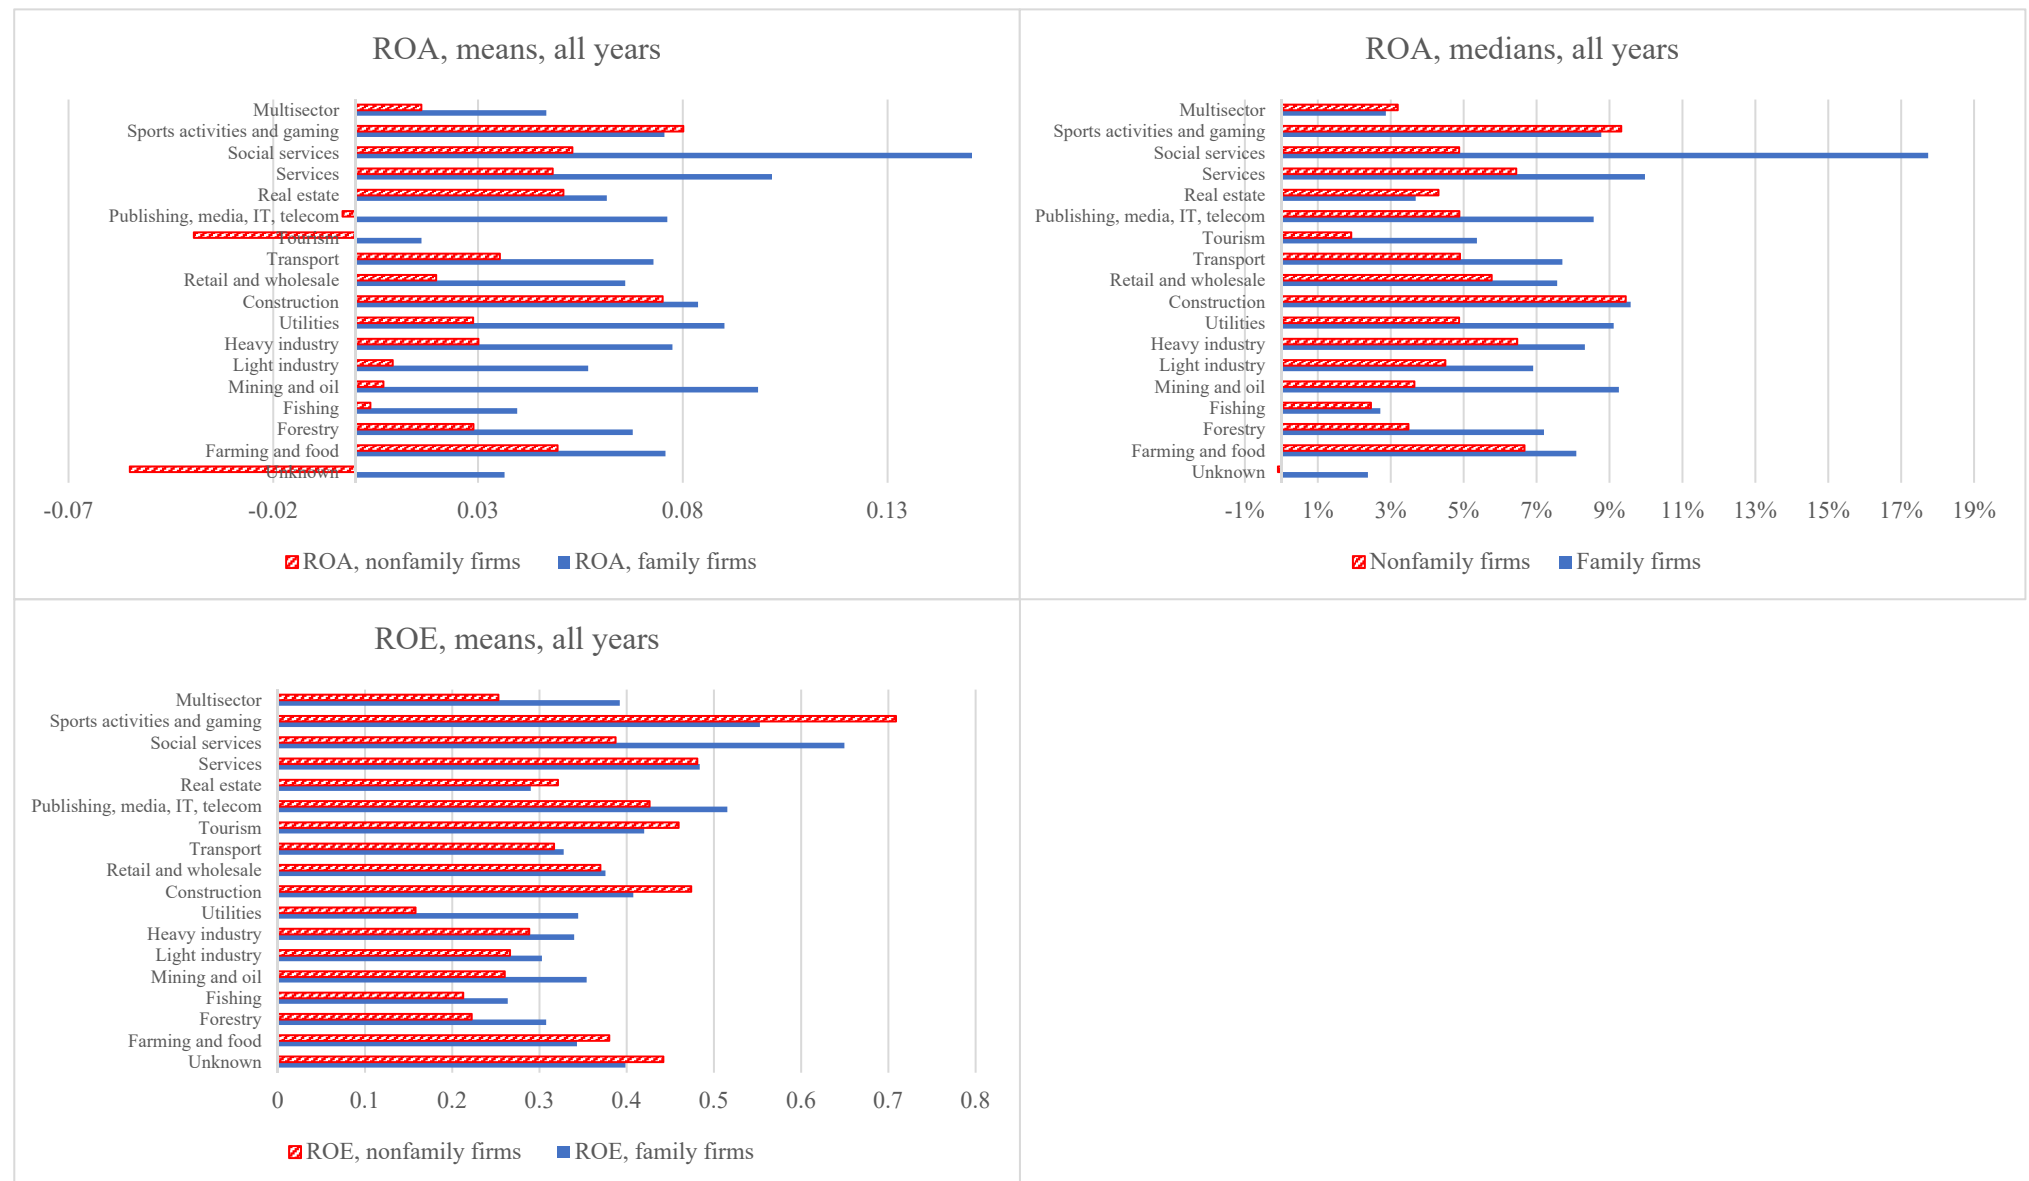 ROA, means, all years
Multisector
Sports activities and gaming
Social services
Services
Real estate
Publishing, media, IT, telecom
Tourism
Transport
Retail and wholesale
Construction
Utilities
Heavy industry
Light industry
Mining and oil
Fishing
Forestry
Farming and food
Unknown
-0.07 -0.02 0.03 0.08 0.13
ROA, nonfamily firms ROA, family firms
ROA, medians, all years
Multisector
Sports activities and gaming
Social services
Services
Real estate
Publishing, media, IT, telecom
Tourism
Transport
Retail and wholesale
Construction
Utilities
Heavy industry
Light industry
Mining and oil
Fishing
Forestry
Farming and food
Unknown
-1% 1% 3% 5% 7% 9% 11% 13% 15% 17% 19%
Nonfamily firms Family firms
ROE, means, all years
Multisector
Sports activities and gaming
Social services
Services
Real estate
Publishing, media, IT, telecom
Tourism
Transport
Retail and wholesale
Construction
Utilities
Heavy industry
Light industry
Mining and oil
Fishing
Forestry
Farming and food
Unknown
0 0.1 0.2 0.3 0.4 0.5 0.6 0.7 0.8
ROE, nonfamily firms ROE, family firms